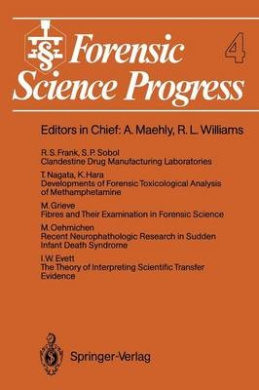 Forensic
Science Progress
4
Editors in Chief: A. Maehly, R. L. Williams
R. S. Frank, S. P. Sobol
Clandestine Drug Manufacturing Laboratories
T. Nagata, K. Hara
Developments of Forensic Toxicological Analysis
of Methamphetamine
M. Grieve
Fibres and Their Examination in Forensic Science
M. Oehmichen
Recent Neurophathologic Research in Sudden
Infant Death Syndrome
I. W. Evett
The Theory of Interpreting Scientific Transfer
Evidence
Springer-Verlag